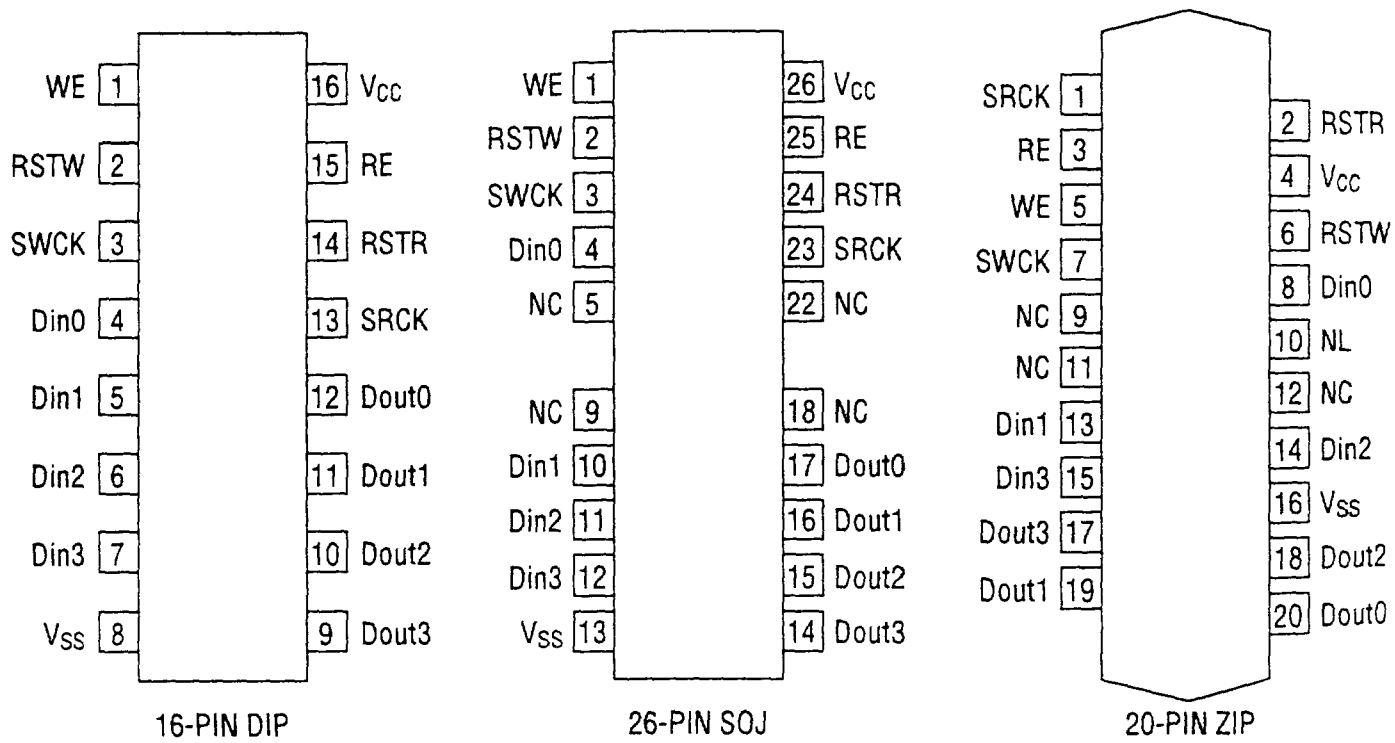 WE 1
RSTW 2
SWCK 3
Din0 4
Din1 5
Din2 6
Din3 7
VSS 8
16 VCC
15 RE
14 RSTR
13 SRCK
12 Dout0
11 Dout1
10 Dout2
9 Dout3
16-PIN DIP
WE 1
RSTW 2
SWCK 3
Din0 4
NC 5
NC 9
Din1 10
Din2 11
Din3 12
VSS 13
26 VCC
25 RE
24 RSTR
23 SRCK
22 NC
18 NC
17 Dout0
16 Dout1
15 Dout2
14 Dout3
26-PIN SOJ
SRCK 1
RE 3
WE 5
SWCK 7
NC 9
NC 11
Din1 13
Din3 15
Dout3 17
Dout1 19
2 RSTR
4 VCC
6 RSTW
8 Din0
10 NL
12 NC
14 Din2
16 VSS
18 Dout2
20 Dout0
20-PIN ZIP